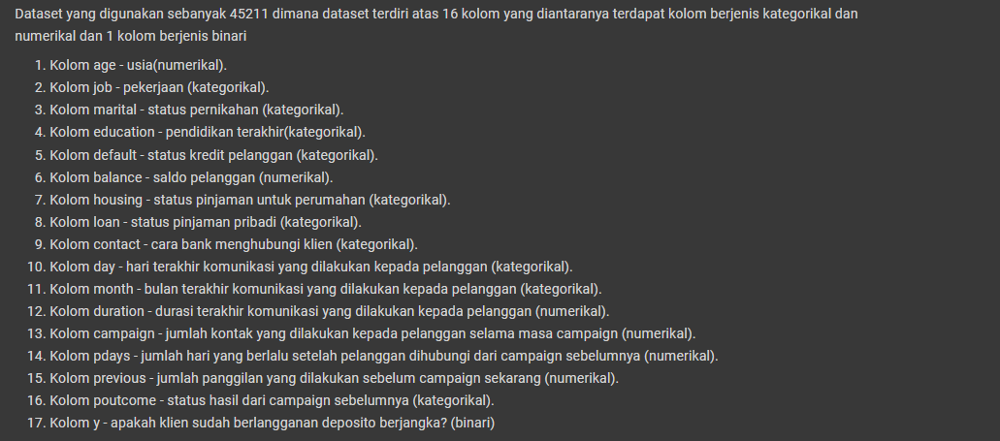 Dataset yang digunakan sebanyak 45211 dimana dataset terdiri atas 16 kolom yang diantaranya terdapat kolom berjenis kategorikal dan
numerikal dan 1 kolom berjenis binari
1. Kolom age - usia(numerikal).
2. Kolom job - pekerjaan (kategorikal).
3. Kolom marital - status pernikahan (kategorikal).
4. Kolom education - pendidikan terakhir(kategorikal).
5. Kolom default - status kredit pelanggan (kategorikal).
6. Kolom balance - saldo pelanggan (numerikal).
7. Kolom housing - status pinjaman untuk perumahan (kategorikal).
8. Kolom loan - status pinjaman pribadi (kategorikal).
9. Kolom contact - cara bank menghubungi klien (kategorikal).
10. Kolom day - hari terakhir komunikasi yang dilakukan kepada pelanggan (kategorikal).
11. Kolom month - bulan terakhir komunikasi yang dilakukan kepada pelanggan (kategorikal).
12. Kolom duration - durasi terakhir komunikasi yang dilakukan kepada pelanggan (numerikal).
13. Kolom campaign - jumlah kontak yang dilakukan kepada pelanggan selama masa campaign (numerikal).
14. Kolom pdays - jumlah hari yang berlalu setelah pelanggan dihubungi dari campaign sebelumnya (numerikal).
15. Kolom previous - jumlah panggilan yang dilakukan sebelum campaign sekarang (numerikal).
16. Kolom poutcome - status hasil dari campaign sebelumnya (kategorikal).
17. Kolom y - apakah klien sudah berlangganan deposito berjangka? (binari)